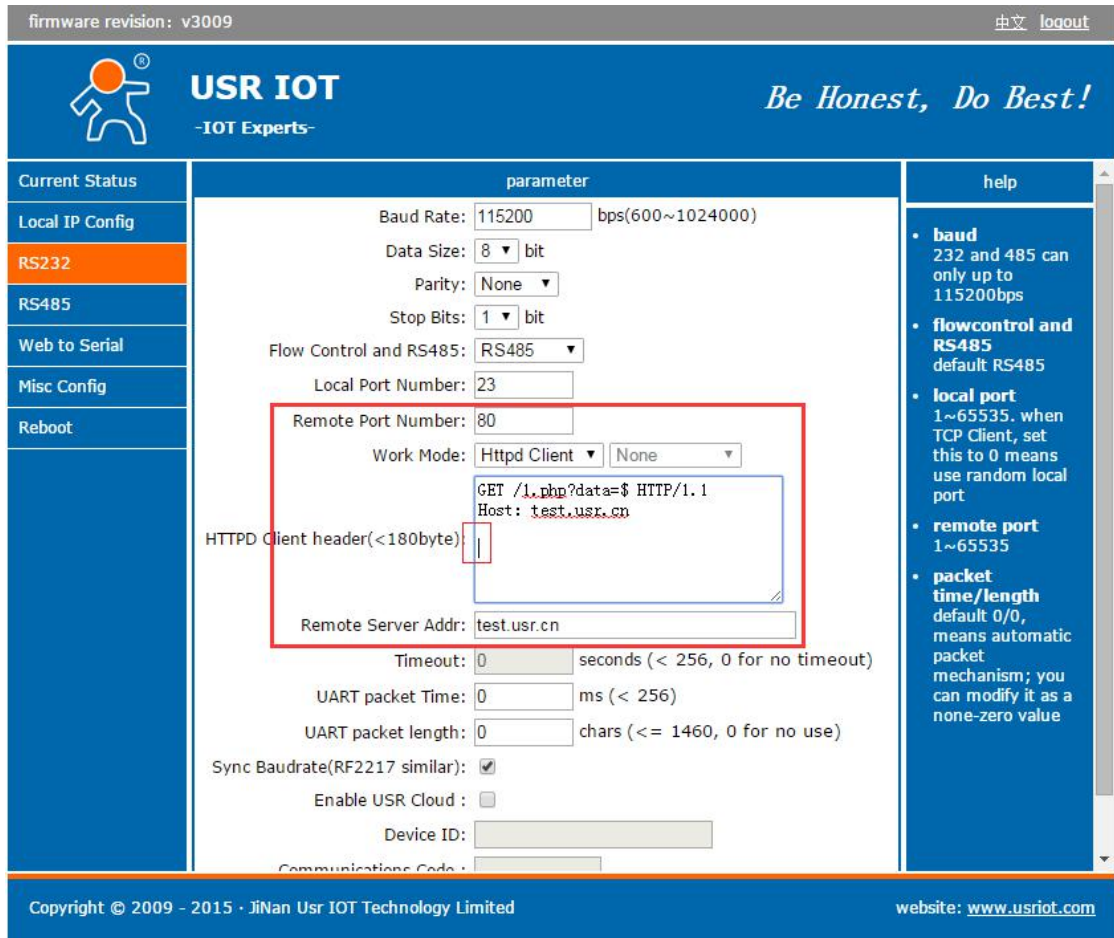 firmware revision: v3009
中文 logout
®
USR IOT
-IOT Experts-
Be Honest, Do Best!
Current Status
Local IP Config
RS232
RS485
Web to Serial
Misc Config
Reboot
parameter
Baud Rate: 115200 bps(600~1024000)
Data Size: 8 ▼ bit
Parity: None ▼
Stop Bits: 1 ▼ bit
Flow Control and RS485: RS485 ▼
Local Port Number: 23
Remote Port Number: 80
Work Mode: Httpd Client ▼ None ▼
HTTPD Client header(<180byte):
GET /1.php?data=$ HTTP/1.1
Host: test.usr.cn
Remote Server Addr: test.usr.cn
Timeout: 0 seconds (< 256, 0 for no timeout)
UART packet Time: 0 ms (< 256)
UART packet length: 0 chars (<= 1460, 0 for no use)
Sync Baudrate(RF2217 similar):
Enable USR Cloud :
Device ID:
Communications Code :
help
• baud
232 and 485 can
only up to
115200bps
• flowcontrol and
RS485
default RS485
• local port
1~65535. when
TCP Client, set
this to 0 means
use random local
port
• remote port
1~65535
• packet
time/length
default 0/0,
means automatic
packet
mechanism; you
can modify it as a
none-zero value
Copyright © 2009 - 2015 · JiNan Usr IOT Technology Limited
website: www.usriot.com